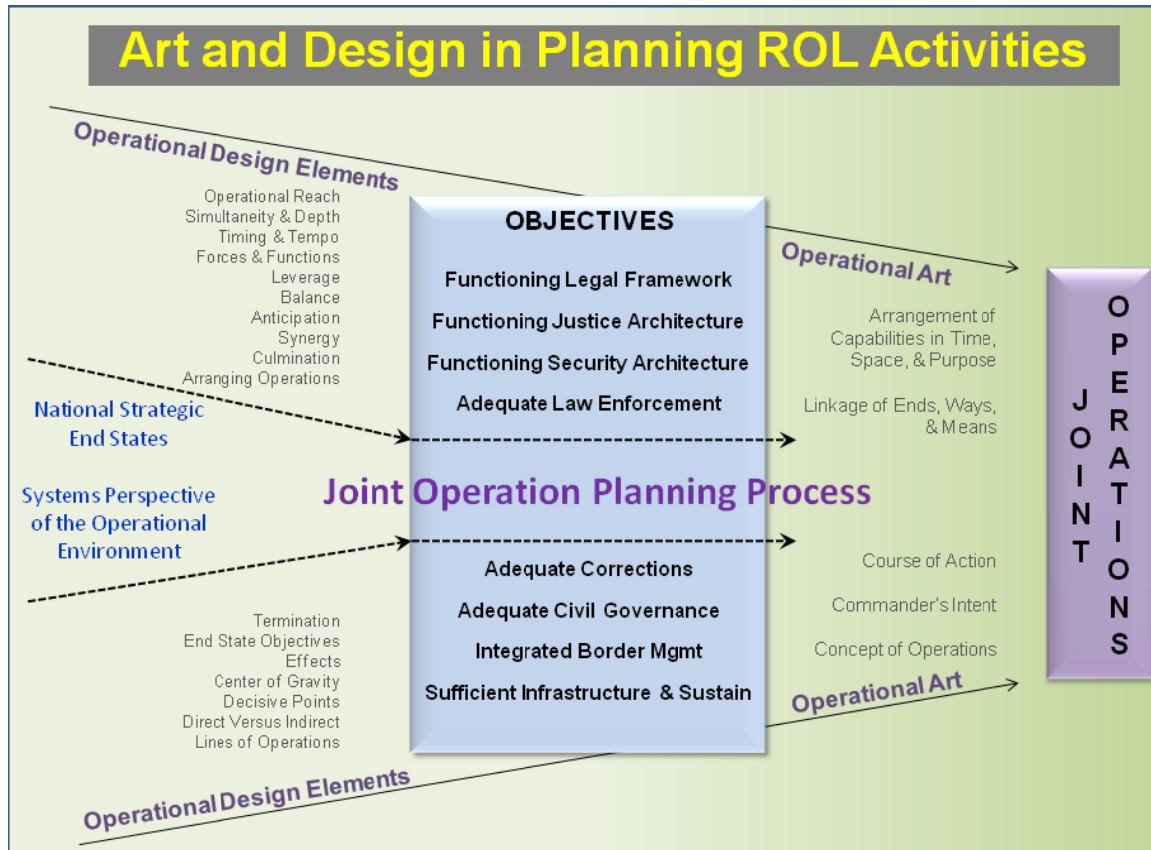 Art and Design in Planning ROL Activities
Operational Design Elements
Operational Reach
Simultaneity & Depth
Timing & Tempo
Forces & Functions
Leverage
Balance
Anticipation
Synergy
Culmination
Arranging Operations
National Strategic
End States
Systems Perspective
of the Operational
Environment
Termination
End State Objectives
Effects
Center of Gravity
Decisive Points
Direct Versus Indirect
Lines of Operations
Operational Design Elements
OBJECTIVES
Functioning Legal Framework
Functioning Justice Architecture
Functioning Security Architecture
Adequate Law Enforcement
Joint Operation Planning Process
Adequate Corrections
Adequate Civil Governance
Integrated Border Mgmt
Sufficient Infrastructure & Sustain
Operational Art
Arrangement of
Capabilities in Time,
Space, & Purpose
Linkage of Ends, Ways,
& Means
Course of Action
Commander's Intent
Concept of Operations
Operational Art
JOINT
OPERATIONS